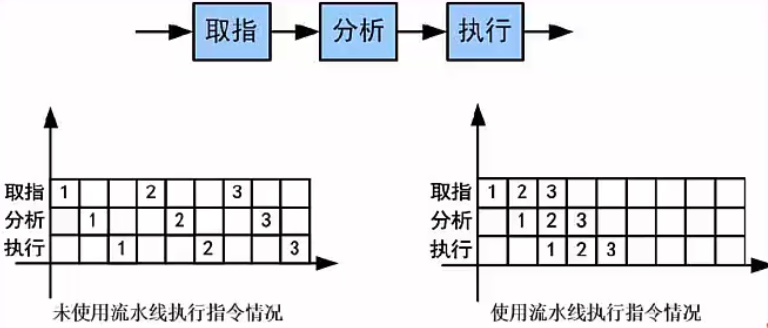 取指 分析 执行
取指 1 2 3
分析 1 2 3
执行 1 2 3
未使用流水线执行指令情况
取指 1 2 3
分析 1 2 3
执行 1 2 3
使用流水线执行指令情况